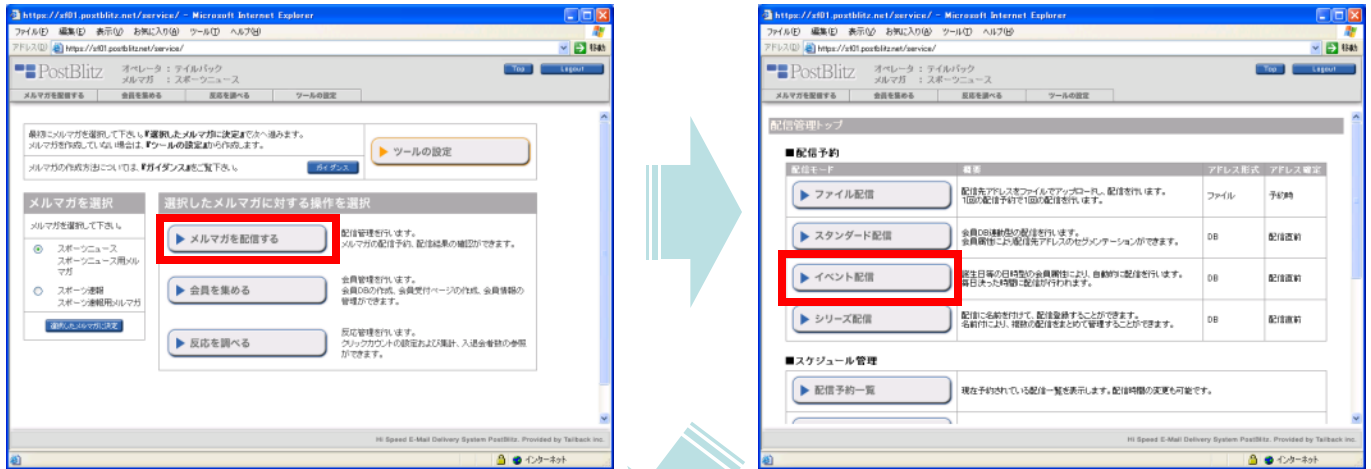 https://sf01.postblitz.net/service/ - Microsoft Internet Explorer
ファイル(F) 編集(E) 表示(V) お気に入り(A) ツール(T) ヘルプ(H)
アドレス(D) https://sf01.postblitz.net/service/ 移動
PostBlitz
オペレータ : テイルバック
メルマガ : スポーツニュース
Top Logout
メルマガを配信する 会員を集める 反応を調べる ツールの設定
最初にメルマガを選択して下さい。『選択したメルマガに決定』で次へ進みます。
メルマガを作成していない場合は、『ツールの設定』から作成します。
メルマガの作成方法については、『ガイダンス』をご覧下さい。
ガイダンス
ツールの設定
メルマガを選択
メルマガを選択して下さい。
スポーツニュース
スポーツニュース用メル
マガ
スポーツ速報
スポーツ速報用メルマガ
選択したメルマガに決定
選択したメルマガに対する操作を選択
メルマガを配信する
配信管理を行います。
メルマガの配信予約、配信結果の確認ができます。
会員を集める
会員管理を行います。
会員DBの作成、会員受付ページの作成、会員情報の
管理ができます。
反応を調べる
反応管理を行います。
クリックカウントの設定および集計、入退会者数の参照
ができます。
Hi Speed E-Mail Delivery System PostBlitz. Provided by Tailback inc.
インターネット
https://sf01.postblitz.net/service/ - Microsoft Internet Explorer
ファイル(F) 編集(E) 表示(V) お気に入り(A) ツール(T) ヘルプ(H)
アドレス(D) https://sf01.postblitz.net/service/ 移動
PostBlitz
オペレータ : テイルバック
メルマガ : スポーツニュース
Top Logout
メルマガを配信する 会員を集める 反応を調べる ツールの設定
配信管理トップ
■配信予約
配信モード 概要 アドレス形式 アドレス確定
ファイル配信
配信先アドレスをファイルでアップロードし、配信を行います。
1回の配信予約で1回の配信を行います。
ファイル 予約時
スタンダード配信
会員DB連動型の配信を行います。
会員属性により配信先アドレスのセグメンテーションができます。
DB 配信直前
イベント配信
誕生日等の日時型の会員属性により、自動的に配信を行います。
毎日決った時間に配信が行われます。
DB 配信直前
シリーズ配信
配信に名前を付けて、配信登録することができます。
名前付により、複数の配信をまとめて管理することができます。
DB 配信直前
■スケジュール管理
配信予約一覧
現在予約されている配信一覧を表示します。配信時間の変更も可能です。
Hi Speed E-Mail Delivery System PostBlitz. Provided by Tailback inc.
インターネット